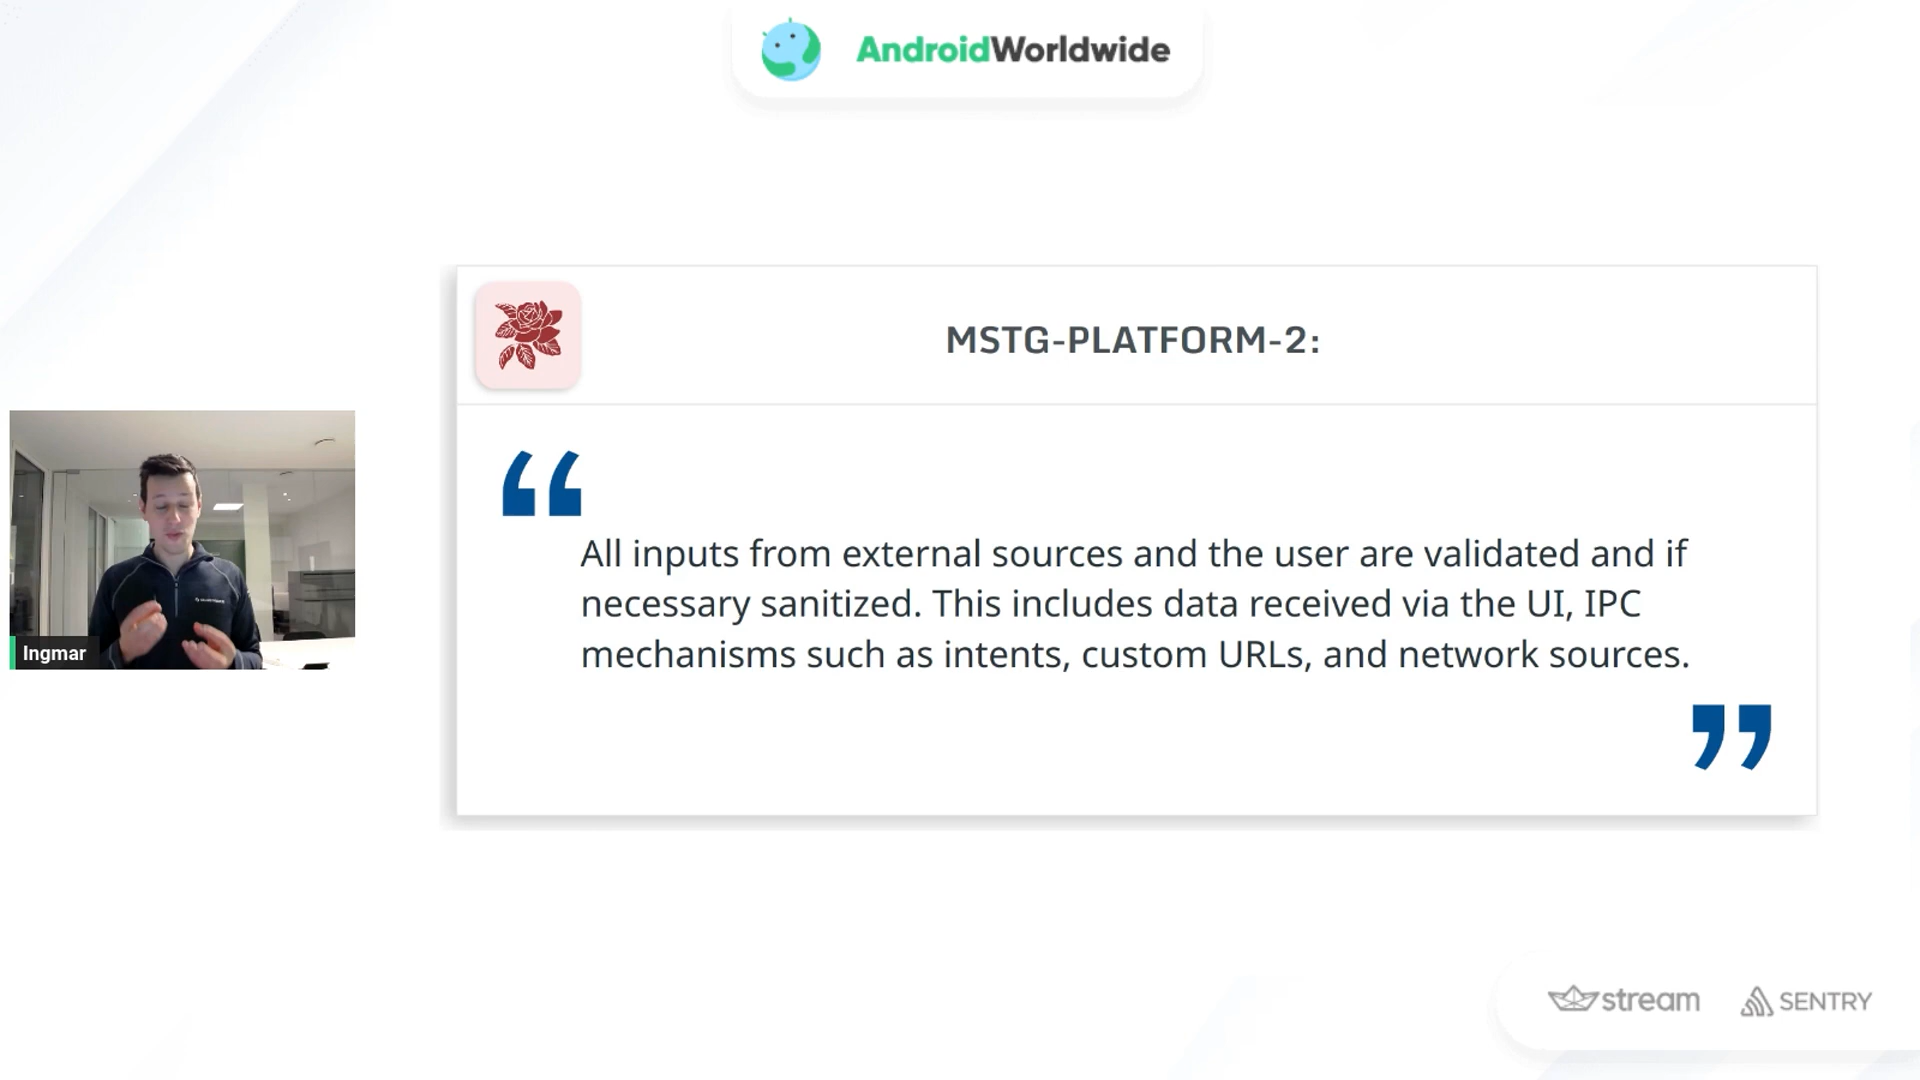 AndroidWorldwide
MSTG-PLATFORM-2:
“
All inputs from external sources and the user are validated and if
necessary sanitized. This includes data received via the UI, IPC
mechanisms such as intents, custom URLs, and network sources.
”
Ingmar
stream
SENTRY